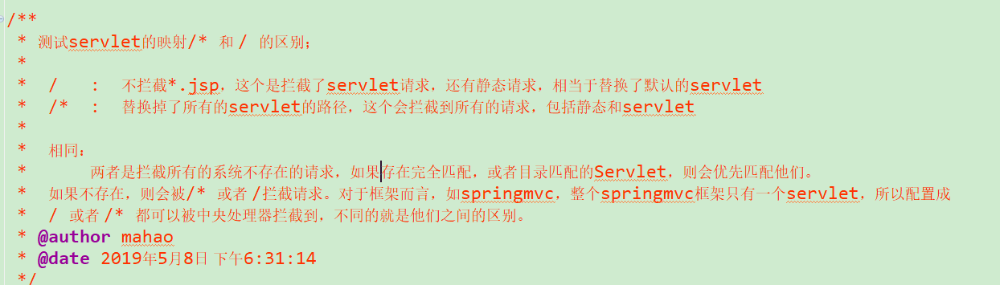 /**
* 测试servlet的映射/* 和 / 的区别；
*
* / : 不拦截*.jsp，这个是拦截了servlet请求，还有静态请求，相当于替换了默认的servlet
* /* : 替换掉了所有的servlet的路径，这个会拦截到所有的请求，包括静态和servlet
*
* 相同：
* 两者是拦截所有的系统不存在的请求，如果存在完全匹配，或者目录匹配的Servlet，则会优先匹配他们。
* 如果不存在，则会被/* 或者 /拦截请求。对于框架而言，如springmvc，整个springmvc框架只有一个servlet，所以配置成
* / 或者 /* 都可以被中央处理器拦截到，不同的就是他们之间的区别。
* @author mahao
* @date 2019年5月8日 下午6:31:14
*/